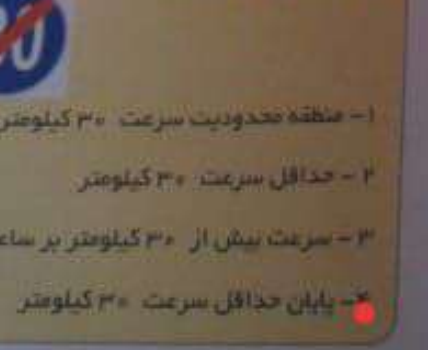 30
۱- منطقه محدودیت سرعت ۳۰ کیلومتر
۲- حداقل سرعت ۳۰ کیلومتر
۳- سرعت بیش از ۳۰ کیلومتر بر
۴- پایان حداقل سرعت ۳۰ کیلومتر